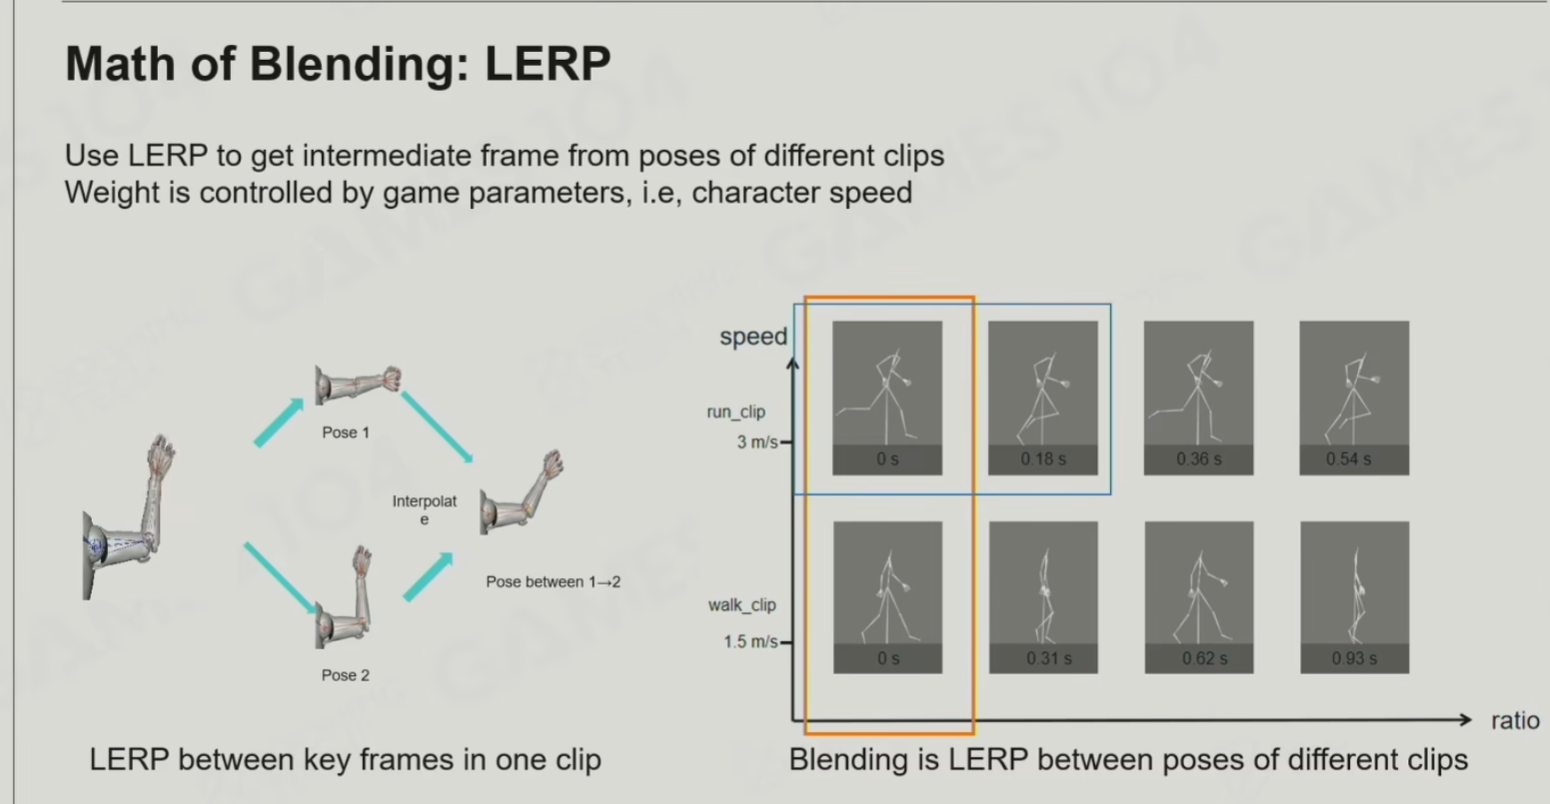 Math of Blending: LERP
Use LERP to get intermediate frame from poses of different clips
Weight is controlled by game parameters, i.e, character speed
Pose 1
Interpolat
e
Pose between 1→2
Pose 2
LERP between key frames in one clip
speed
run_clip
3 m/s
0 s
0.18 s
0.36 s
0.54 s
walk_clip
1.5 m/s
0 s
0.31 s
0.62 s
0.93 s
ratio
Blending is LERP between poses of different clips
GAMES 104